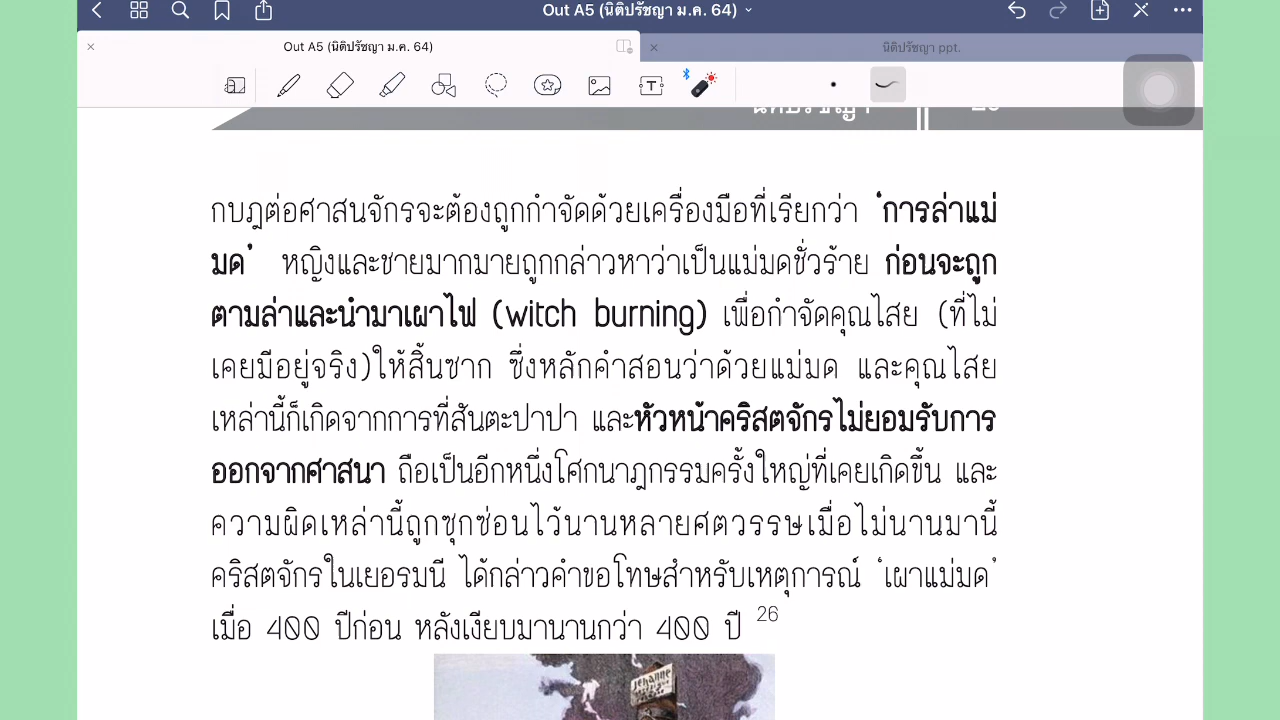 Out A5 (นิติปรัชญา ม.ค. 64)
Out A5 (นิติปรัชญา ม.ค. 64)
นิติปรัชญา ppt.
กบฎต่อศาสนจักรจะต้องถูกกำจัดด้วยเครื่องมือที่เรียกว่า ‘การล่าแม่
มด’ หญิงและชายมากมายถูกกล่าวหาว่าเป็นแม่มดชั่วร้าย ก่อนจะถูก
ตามล่าและนำมาเผาไฟ (witch burning) เพื่อกำจัดคุณไสย (ที่ไม่
เคยมีอยู่จริง)ให้สิ้นซาก ซึ่งหลักคำสอนว่าด้วยแม่มด และคุณไสย
เหล่านี้ก็เกิดจากการที่สันตะปาปา และหัวหน้าคริสตจักรไม่ยอมรับการ
ออกจากศาสนา ถือเป็นอีกหนึ่งโศกนาฎกรรมครั้งใหญ่ที่เคยเกิดขึ้น และ
ความผิดเหล่านี้ถูกซุกซ่อนไว้นานหลายศตวรรษเมื่อไม่นานมานี้
คริสตจักรในเยอรมนี ได้กล่าวคำขอโทษสำหรับเหตุการณ์ ‘เผาแม่มด’
เมื่อ 400 ปีก่อน หลังเงียบมานานกว่า 400 ปี 26
JEHANNE